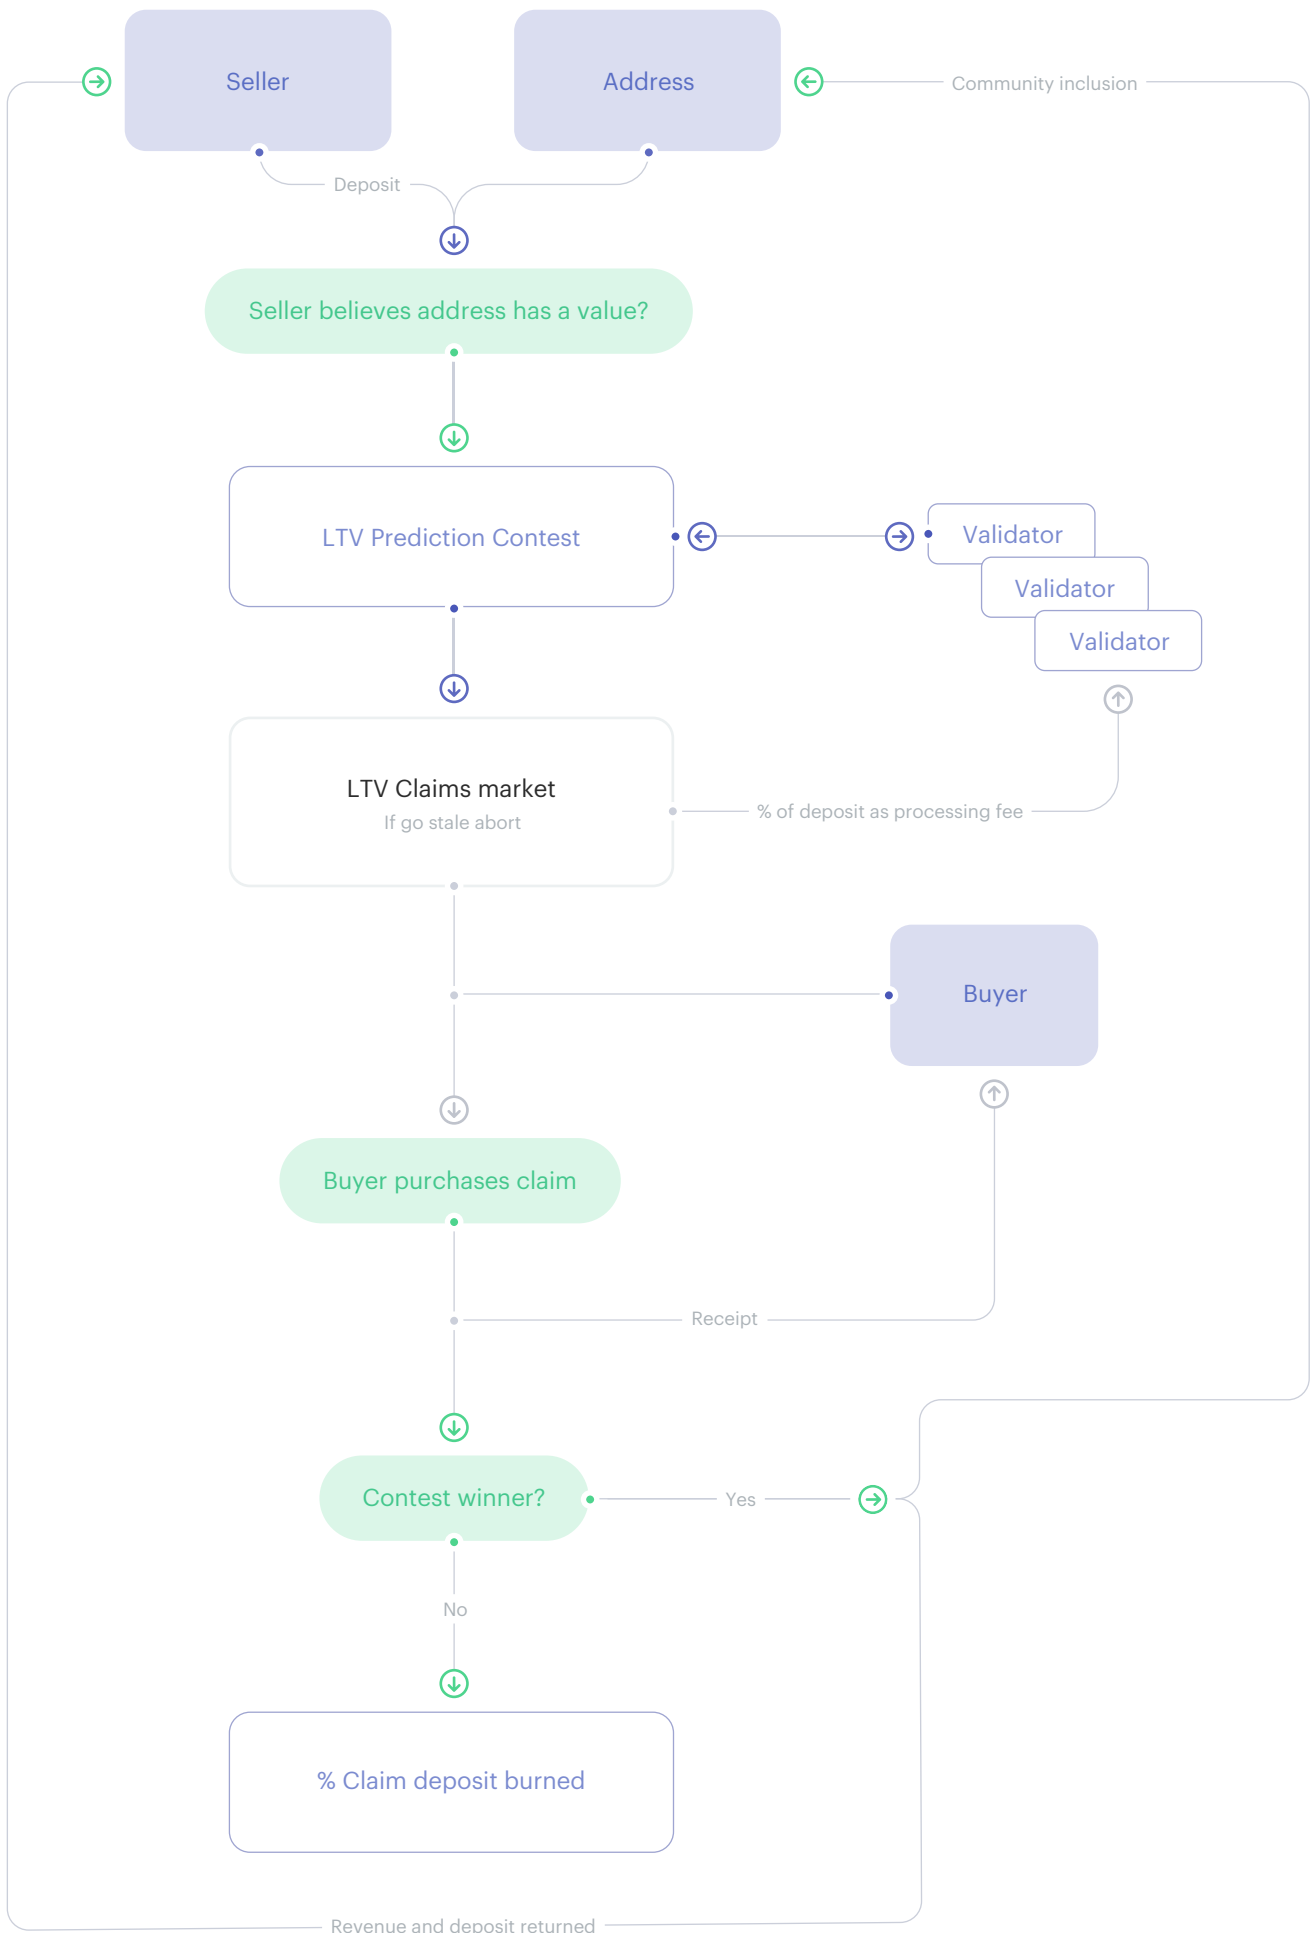 Seller
Address
Community inclusion
Deposit
Seller believes address has a value?
LTV Prediction Contest
Validator
Validator
Validator
LTV Claims market
If go stale abort
% of deposit as processing fee
Buyer
Buyer purchases claim
Receipt
Contest winner?
Yes
No
% Claim deposit burned
Revenue and deposit returned